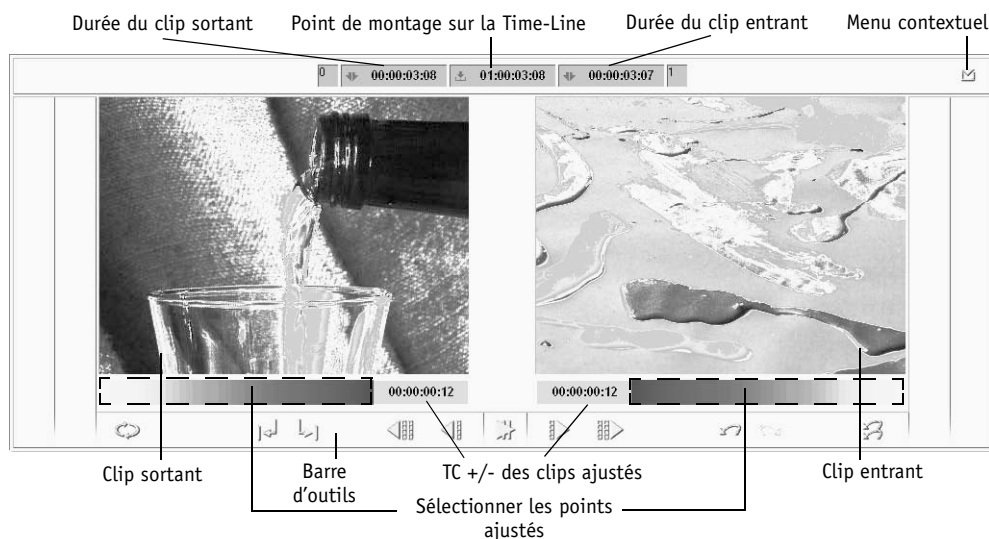 Durée du clip sortant
Point de montage sur la Time-Line
Durée du clip entrant
Menu contextuel
0
00:00:03:08
01:00:03:08
00:00:03:07
1
00:00:00:12
00:00:00:12
Clip sortant
Barre
d'outils
TC +/- des clips ajustés
Clip entrant
Sélectionner les points
ajustés